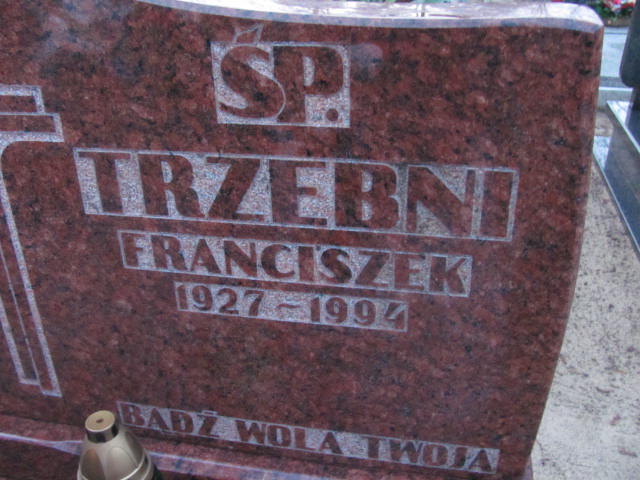 ŚP.
TRZEBNI
FRANCISZEK
1927~1994
BĄDŹ WOLA TWOJA